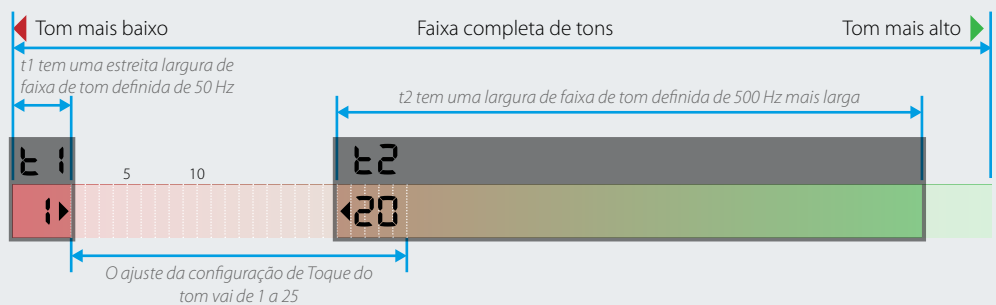 Tom mais baixo
Faixa completa de tons
Tom mais alto
t1 tem uma estreita largura de
faixa de tom definida de 50 Hz
t2 tem uma largura de faixa de tom definida de 500 Hz mais larga
t1
t2
5
10
1
20
O ajuste da configuração de Toque do
tom vai de 1 a 25